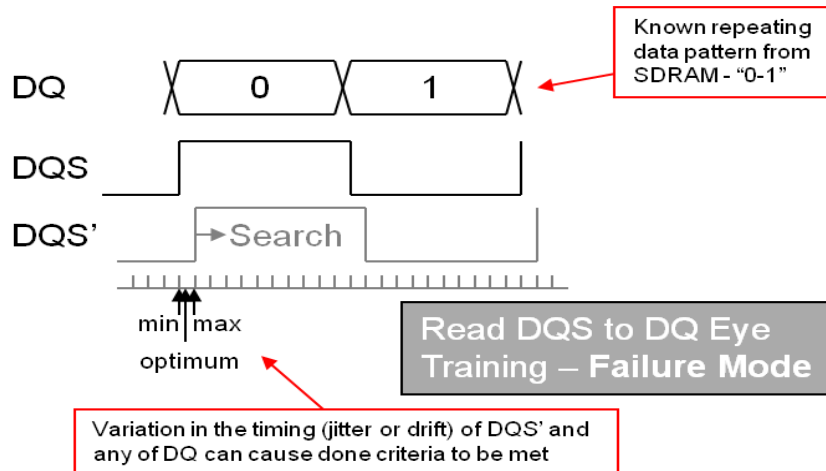 Known repeating
data pattern from
SDRAM - “0-1”
DQ
0
1
DQS
DQS’
Search
min
max
optimum
Read DQS to DQ Eye
Training – Failure Mode
Variation in the timing (jitter or drift) of DQS’ and
any of DQ can cause done criteria to be met